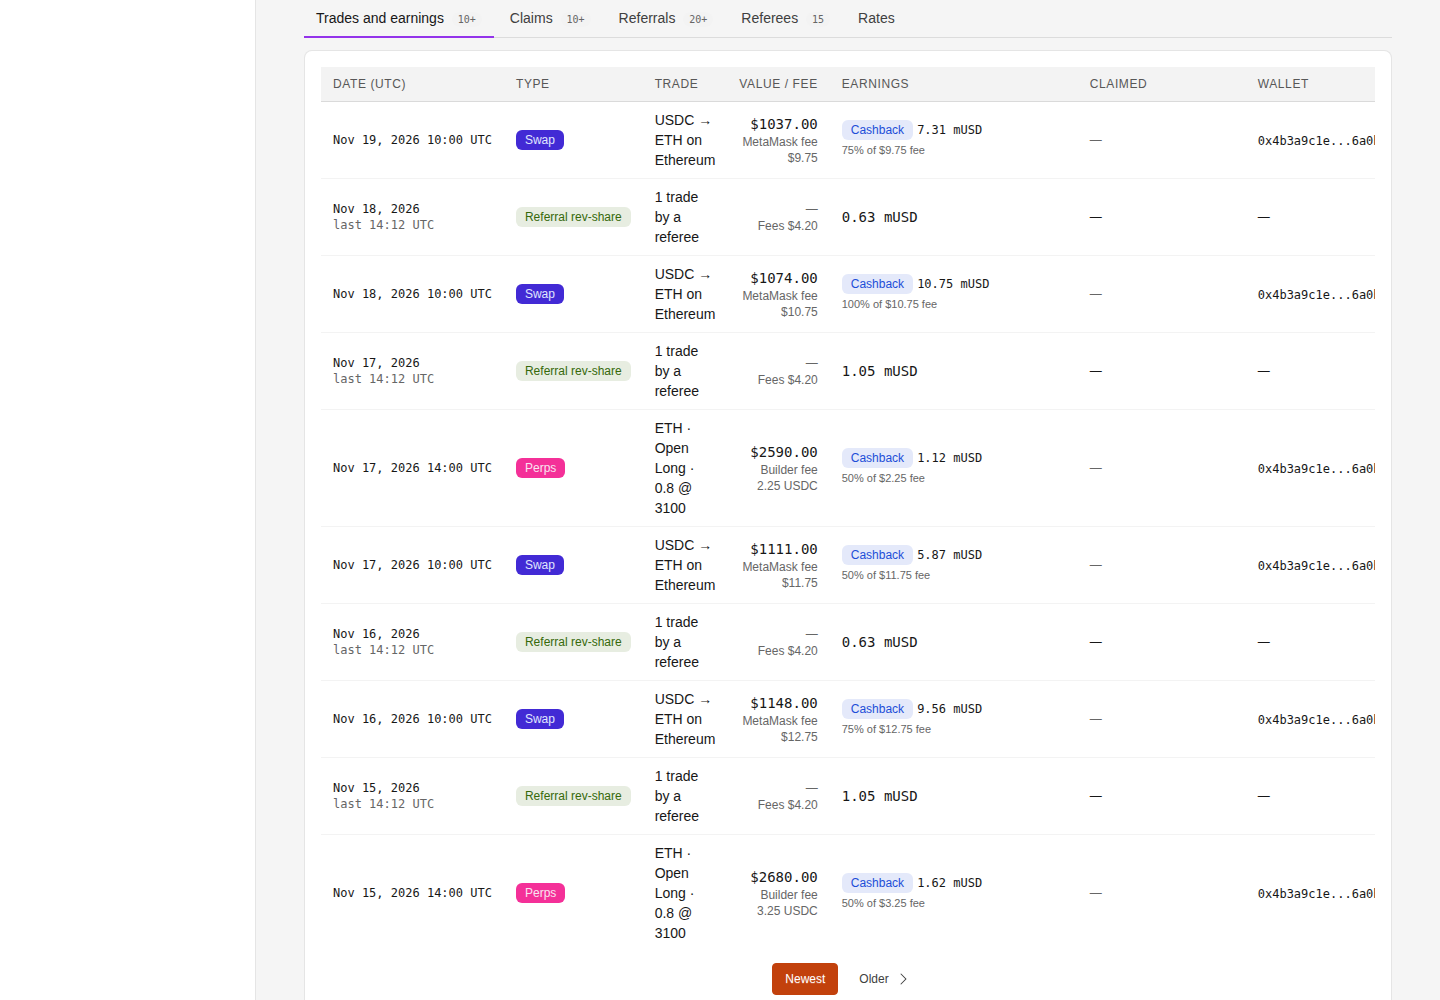 Trades and earnings 10+ Claims 10+ Referrals 20+ Referees 15 Rates
DATE (UTC) TYPE TRADE VALUE / FEE EARNINGS CLAIMED WALLET
Nov 19, 2026 10:00 UTC Swap USDC → ETH on Ethereum $1037.00 MetaMask fee $9.75 Cashback 7.31 mUSD 75% of $9.75 fee — 0x4b3a9c1e...6a0
Nov 18, 2026 last 14:12 UTC Referral rev-share 1 trade by a referee — Fees $4.20 0.63 mUSD — —
Nov 18, 2026 10:00 UTC Swap USDC → ETH on Ethereum $1074.00 MetaMask fee $10.75 Cashback 10.75 mUSD 100% of $10.75 fee — 0x4b3a9c1e...6a0
Nov 17, 2026 last 14:12 UTC Referral rev-share 1 trade by a referee — Fees $4.20 1.05 mUSD — —
Nov 17, 2026 14:00 UTC Perps ETH · Open Long · 0.8 @ 3100 $2590.00 Builder fee 2.25 USDC Cashback 1.12 mUSD 50% of $2.25 fee — 0x4b3a9c1e...6a0
Nov 17, 2026 10:00 UTC Swap USDC → ETH on Ethereum $1111.00 MetaMask fee $11.75 Cashback 5.87 mUSD 50% of $11.75 fee — 0x4b3a9c1e...6a0
Nov 16, 2026 last 14:12 UTC Referral rev-share 1 trade by a referee — Fees $4.20 0.63 mUSD — —
Nov 16, 2026 10:00 UTC Swap USDC → ETH on Ethereum $1148.00 MetaMask fee $12.75 Cashback 9.56 mUSD 75% of $12.75 fee — 0x4b3a9c1e...6a0
Nov 15, 2026 last 14:12 UTC Referral rev-share 1 trade by a referee — Fees $4.20 1.05 mUSD — —
Nov 15, 2026 14:00 UTC Perps ETH · Open Long · 0.8 @ 3100 $2680.00 Builder fee 3.25 USDC Cashback 1.62 mUSD 50% of $3.25 fee — 0x4b3a9c1e...6a0
Newest Older